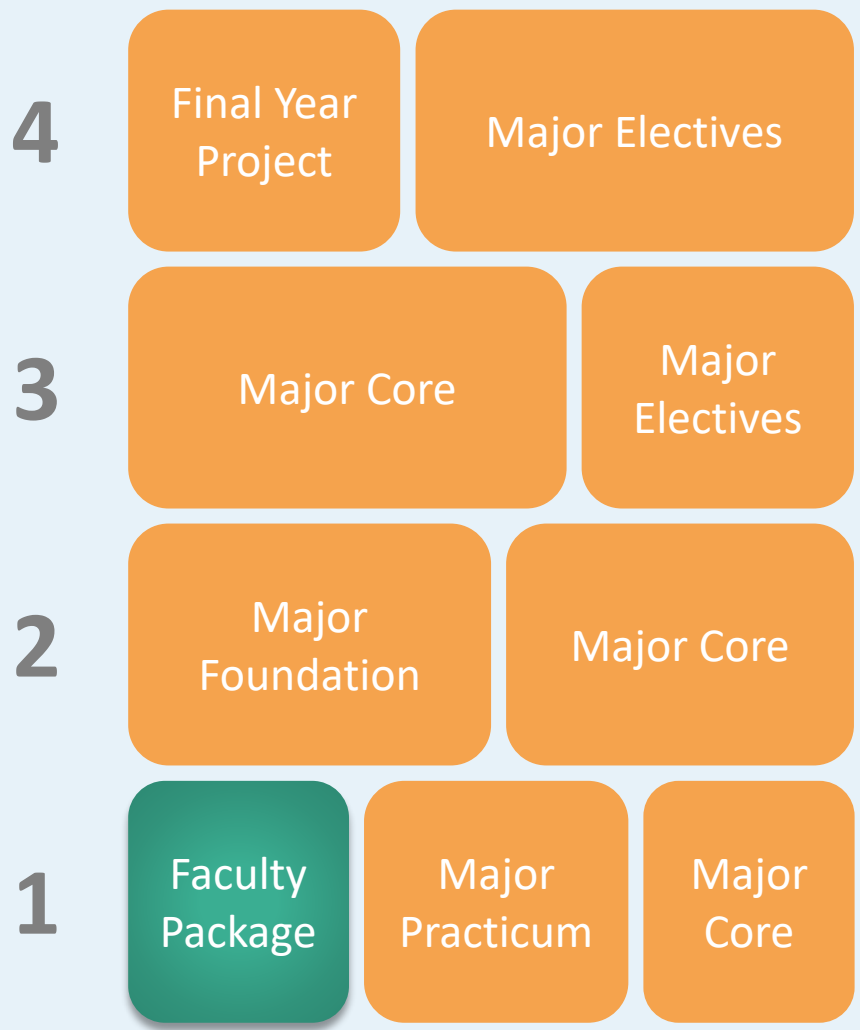 4
Final Year
Project
Major Electives
3
Major Core
Major
Electives
2
Major
Foundation
Major Core
1
Faculty
Package
Major
Practicum
Major
Core